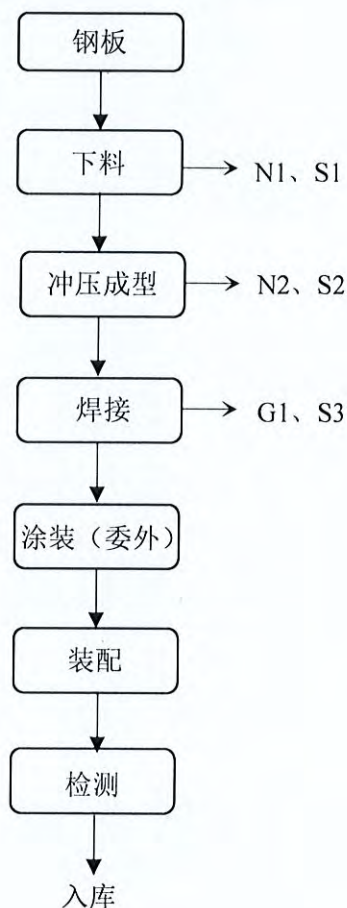 钢板
下料
N1、S1
冲压成型
N2、S2
焊接
G1、S3
涂装（委外）
装配
检测
入库